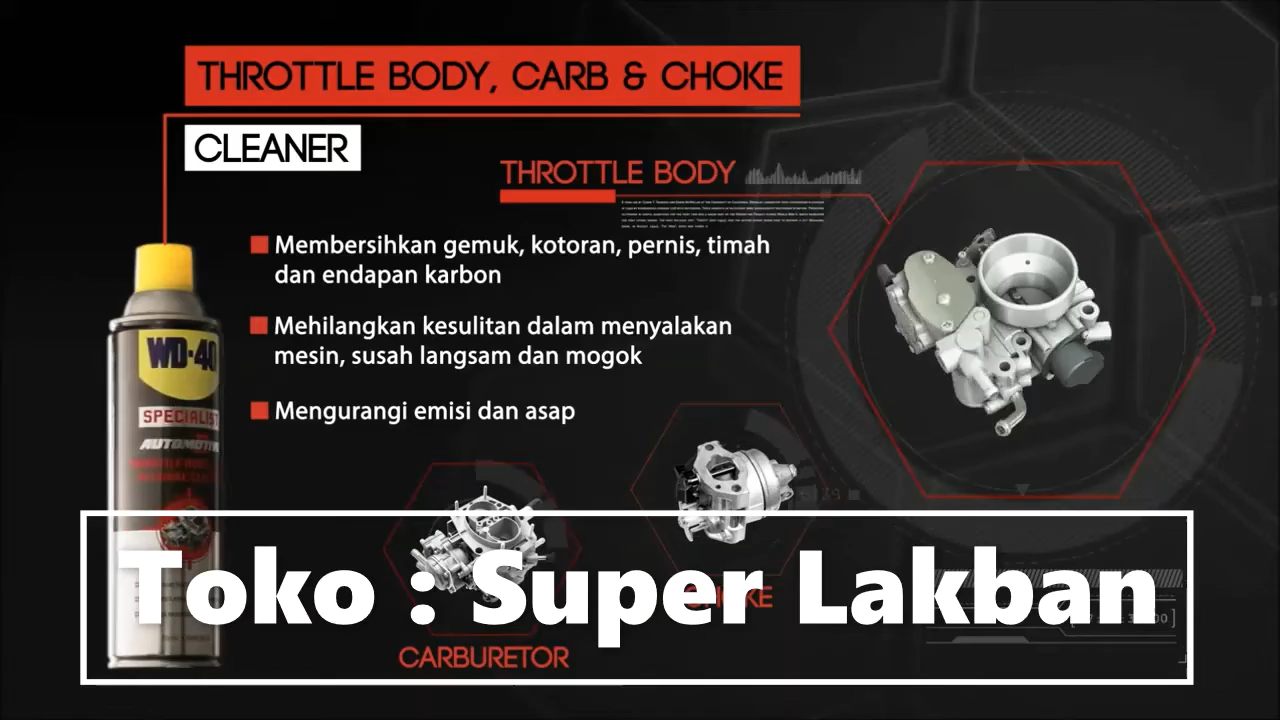 THROTTLE BODY, CARB & CHOKE
CLEANER
THROTTLE BODY
Membersihkan gemuk, kotoran, pernis, timah
dan endapan karbon
Mehilangkan kesulitan dalam menyalakan
mesin, susah langsam dan mogok
Mengurangi emisi dan asap
WD-40
SPECIALIST
AUTOMOTIVE
Toko : Super Lakban
CARBURETOR